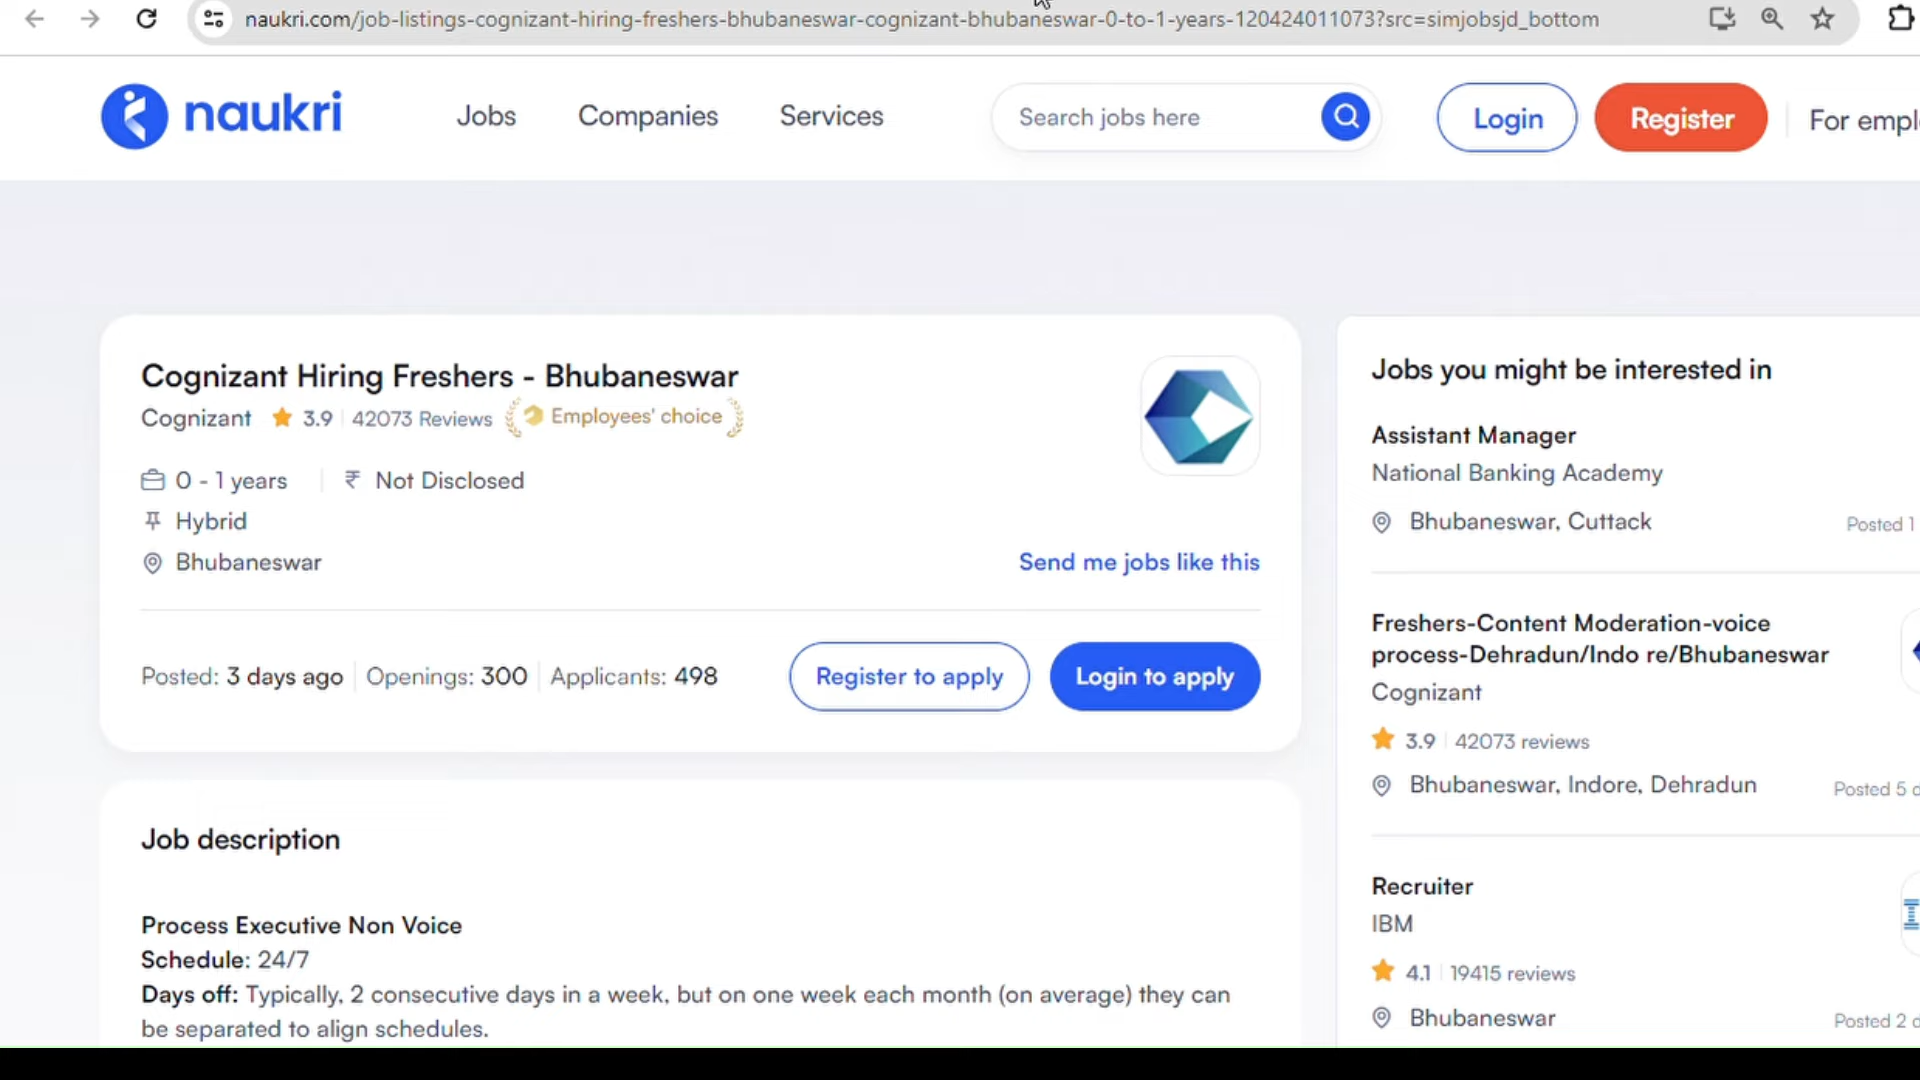 naukri.com/job-listings-cognizant-hiring-freshers-bhubaneswar-cognizant-bhubaneswar-0-to-1-years-120424011073?src=simjobsjd_bottom
naukri
Jobs
Companies
Services
Search jobs here
Login
Register
For empl
Cognizant Hiring Freshers - Bhubaneswar
Cognizant 3.9 42073 Reviews Employees' choice
0 - 1 years ₹ Not Disclosed
Hybrid
Bhubaneswar
Send me jobs like this
Posted: 3 days ago Openings: 300 Applicants: 498
Register to apply
Login to apply
Job description
Process Executive Non Voice
Schedule: 24/7
Days off: Typically, 2 consecutive days in a week, but on one week each month (on average) they can
be separated to align schedules.
Jobs you might be interested in
Assistant Manager
National Banking Academy
Bhubaneswar, Cuttack
Posted 1
Freshers-Content Moderation-voice
process-Dehradun/Indo re/Bhubaneswar
Cognizant
3.9 42073 reviews
Bhubaneswar, Indore, Dehradun
Posted 5 d
Recruiter
IBM
4.1 19415 reviews
Bhubaneswar
Posted 2 d